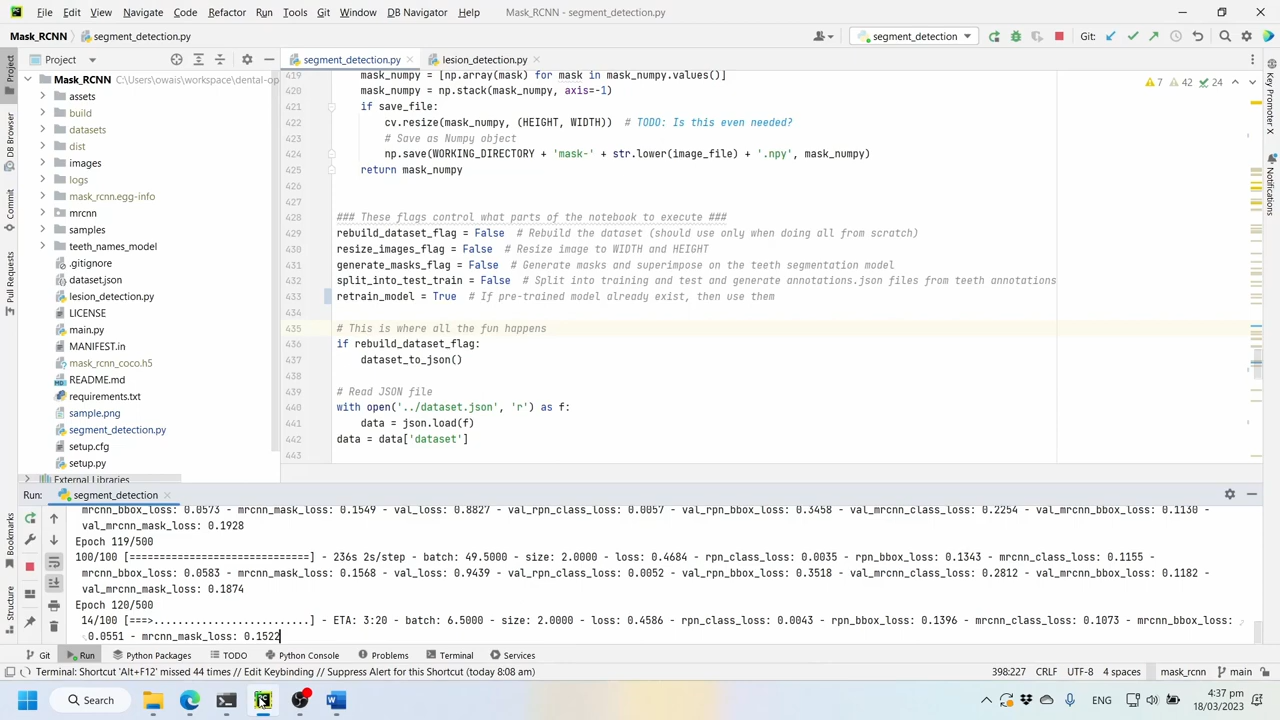 File Edit View Navigate Code Refactor Run Tools Git Window DB Navigator Help Mask_RCNN - segment_detection.py
Mask_RCNN segment_detection.py segment_detection Git:
Project segment_detection.py lesion_detection.py
Mask_RCNN C:\Users\owais\workspace\dental-op
assets
build
datasets
dist
images
logs
mask_rcnn.egg-info
mrcnn
samples
teeth_names_model
.gitignore
dataset.json
lesion_detection.py
LICENSE
main.py
MANIFEST.in
mask_rcnn_coco.h5
README.md
requirements.txt
sample.png
segment_detection.py
setup.cfg
setup.py
External Libraries
7 42 24
419 mask_numpy = [np.array(mask) for mask in mask_numpy.values()]
420 mask_numpy = np.stack(mask_numpy, axis=-1)
421 if save_file:
422 cv.resize(mask_numpy, (HEIGHT, WIDTH)) # TODO: Is this even needed?
423 # Save as Numpy object
424 np.save(WORKING_DIRECTORY + 'mask-' + str.lower(image_file) + '.npy', mask_numpy)
425 return mask_numpy
426
427
428 ### These flags control what parts of the notebook to execute ###
429 rebuild_dataset_flag = False # Rebuild the dataset (should use only when doing all from scratch)
430 resize_images_flag = False # Resize image to WIDTH and HEIGHT
431 generate_masks_flag = False # Generate masks and superimpose on the teeth segmentation model
432 split_into_test_train = False # Split into training and test and generate annotations.json files from teeth annotations
433 retrain_model = True # If pre-trained model already exist, then use them
434
435 # This is where all the fun happens
436 if rebuild_dataset_flag:
437 dataset_to_json()
438
439 # Read JSON file
440 with open('../dataset.json', 'r') as f:
441 data = json.load(f)
442 data = data['dataset']
443
Project
DB Browser
Commit
Pull Requests
Bookmarks
Structure
Key Promoter X
Notifications
Run: segment_detection
mrcnn_bbox_loss: 0.0573 - mrcnn_mask_loss: 0.1549 - val_loss: 0.8827 - val_rpn_class_loss: 0.0057 - val_rpn_bbox_loss: 0.3458 - val_mrcnn_class_loss: 0.2254 - val_mrcnn_bbox_loss: 0.1130 -
val_mrcnn_mask_loss: 0.1928
Epoch 119/500
100/100 [==============================] - 236s 2s/step - batch: 49.5000 - size: 2.0000 - loss: 0.4684 - rpn_class_loss: 0.0035 - rpn_bbox_loss: 0.1343 - mrcnn_class_loss: 0.1155 -
mrcnn_bbox_loss: 0.0583 - mrcnn_mask_loss: 0.1568 - val_loss: 0.9439 - val_rpn_class_loss: 0.0052 - val_rpn_bbox_loss: 0.3518 - val_mrcnn_class_loss: 0.2812 - val_mrcnn_bbox_loss: 0.1182 -
val_mrcnn_mask_loss: 0.1874
Epoch 120/500
14/100 [===>..........................] - ETA: 3:20 - batch: 6.5000 - size: 2.0000 - loss: 0.4586 - rpn_class_loss: 0.0043 - rpn_bbox_loss: 0.1396 - mrcnn_class_loss: 0.1073 - mrcnn_bbox_loss:
0.0551 - mrcnn_mask_loss: 0.1522
Git Run Python Packages TODO Python Console Problems Terminal Services
Terminal: Shortcut 'Alt+F12' missed 44 times // Edit Keybinding // Suppress Alert for this Shortcut (today 8:08 am) 398:227 CRLF UTF-8 4 spaces mask_rcnn main
Search ENG 4:37 pm
18/03/2023